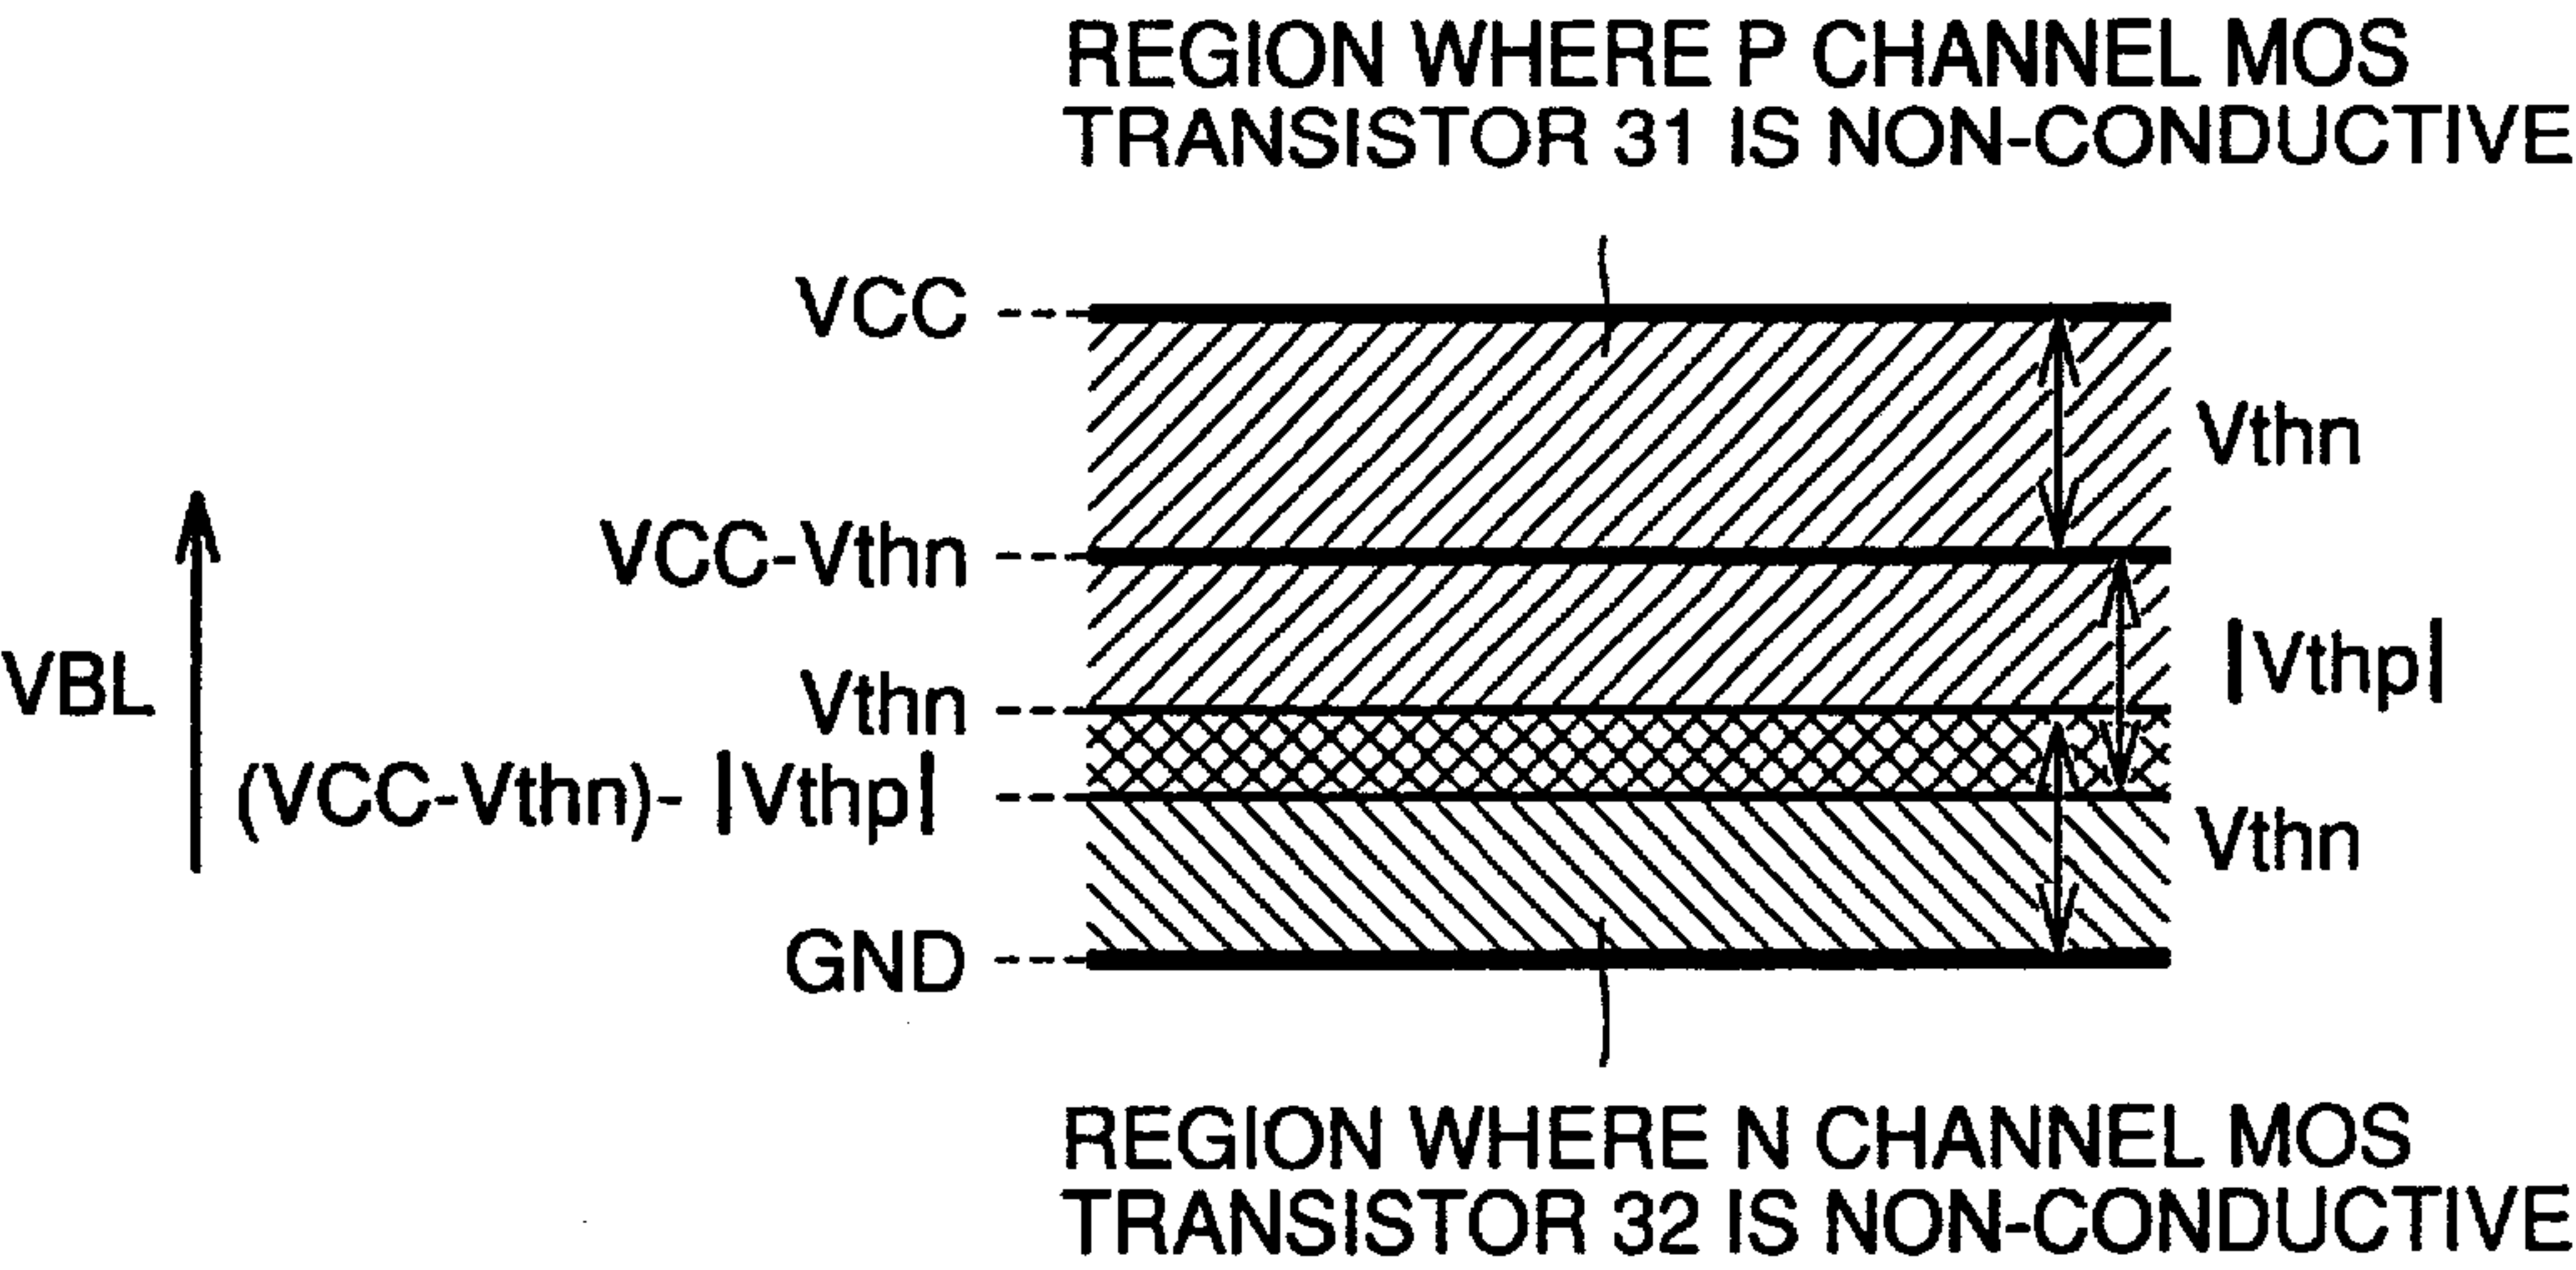 REGION WHERE P CHANNEL MOS
TRANSISTOR 31 IS NON-CONDUCTIVE
VCC
Vthn
VCC-Vthn
|Vthp|
VBL
Vthn
(VCC-Vthn)- |Vthp|
Vthn
GND
REGION WHERE N CHANNEL MOS
TRANSISTOR 32 IS NON-CONDUCTIVE